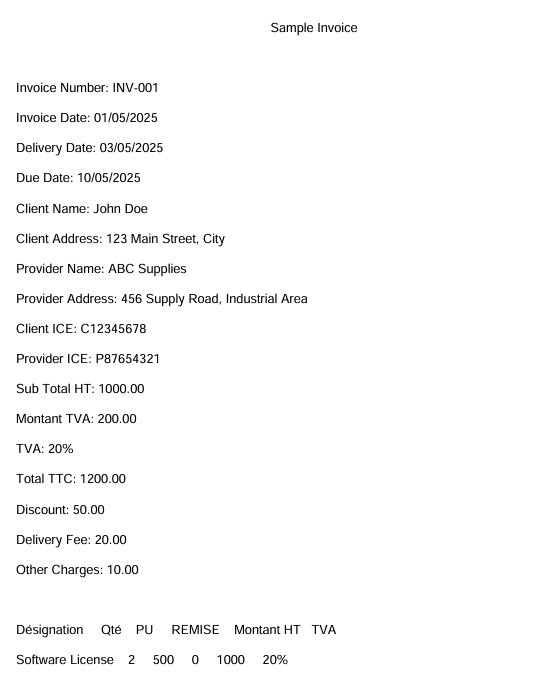 Sample Invoice
Invoice Number: INV-001
Invoice Date: 01/05/2025
Delivery Date: 03/05/2025
Due Date: 10/05/2025
Client Name: John Doe
Client Address: 123 Main Street, City
Provider Name: ABC Supplies
Provider Address: 456 Supply Road, Industrial Area
Client ICE: C12345678
Provider ICE: P87654321
Sub Total HT: 1000.00
Montant TVA: 200.00
TVA: 20%
Total TTC: 1200.00
Discount: 50.00
Delivery Fee: 20.00
Other Charges: 10.00
Désignation Qté PU REMISE Montant HT TVA
Software License 2 500 0 1000 20%